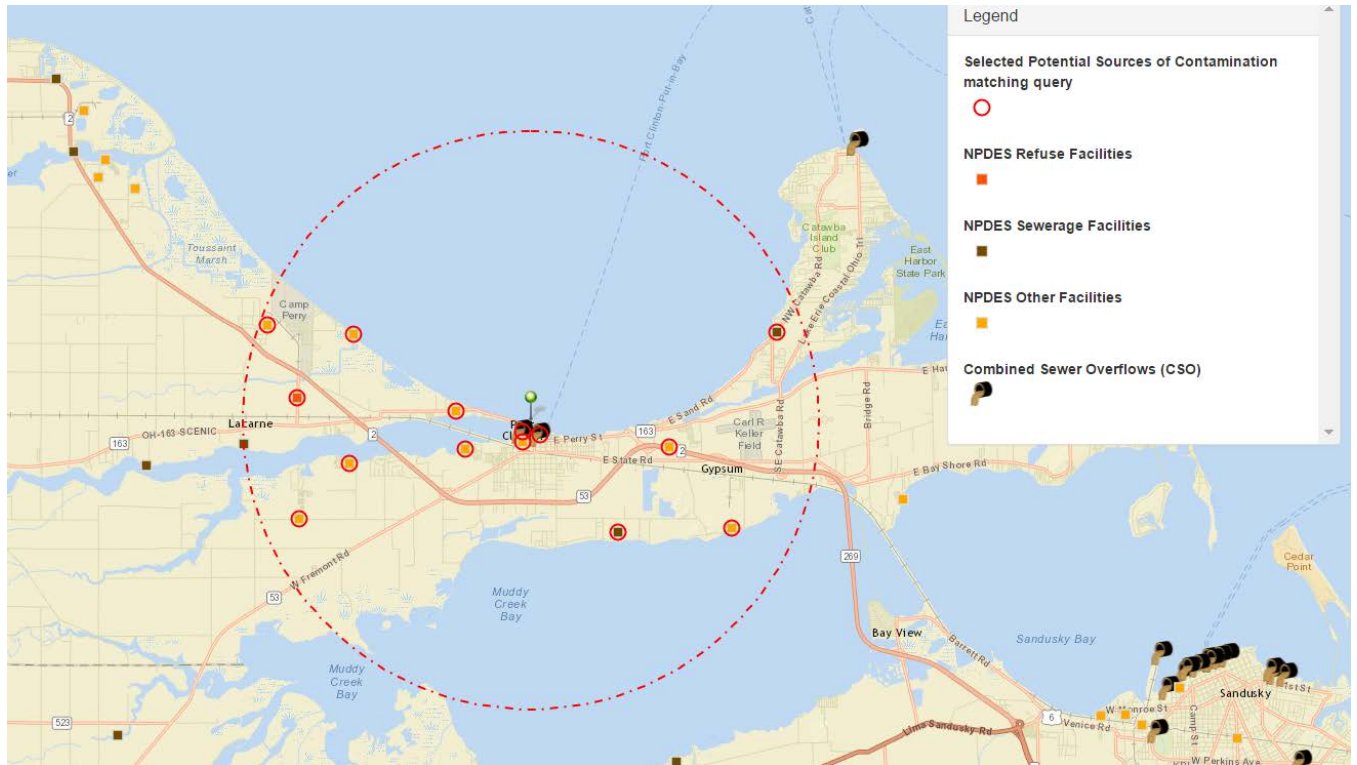 Legend
Selected Potential Sources of Contamination
matching query
NPDES Refuse Facilities
NPDES Sewerage Facilities
NPDES Other Facilities
Combined Sewer Overflows (CSO)
Port Clinton-Put-in-Bay
2
Toussaint
Marsh
Camp
Perry
Catawba
Island
Club
East
Harbor
State Park
NW Catawba Rd
Lake Erie Coastal Ohio Trl
Lacarne
163
OH-163 SCENIC
2
E Perry St
163
E Sand Rd
E State Rd
2
Gypsum
Carl R
Keller
Field
SE Catawba Rd
Bridge Rd
E Bay Shore Rd
53
W Fremont Rd
53
269
Muddy
Creek
Bay
Muddy
Creek
Bay
Bay View
Barrett Rd
Sandusky Bay
Cedar
Point
Sandusky
523
6
W Monroe St
Venice Rd
Camp St
Lima Sandusky Rd
W Perkins Ave